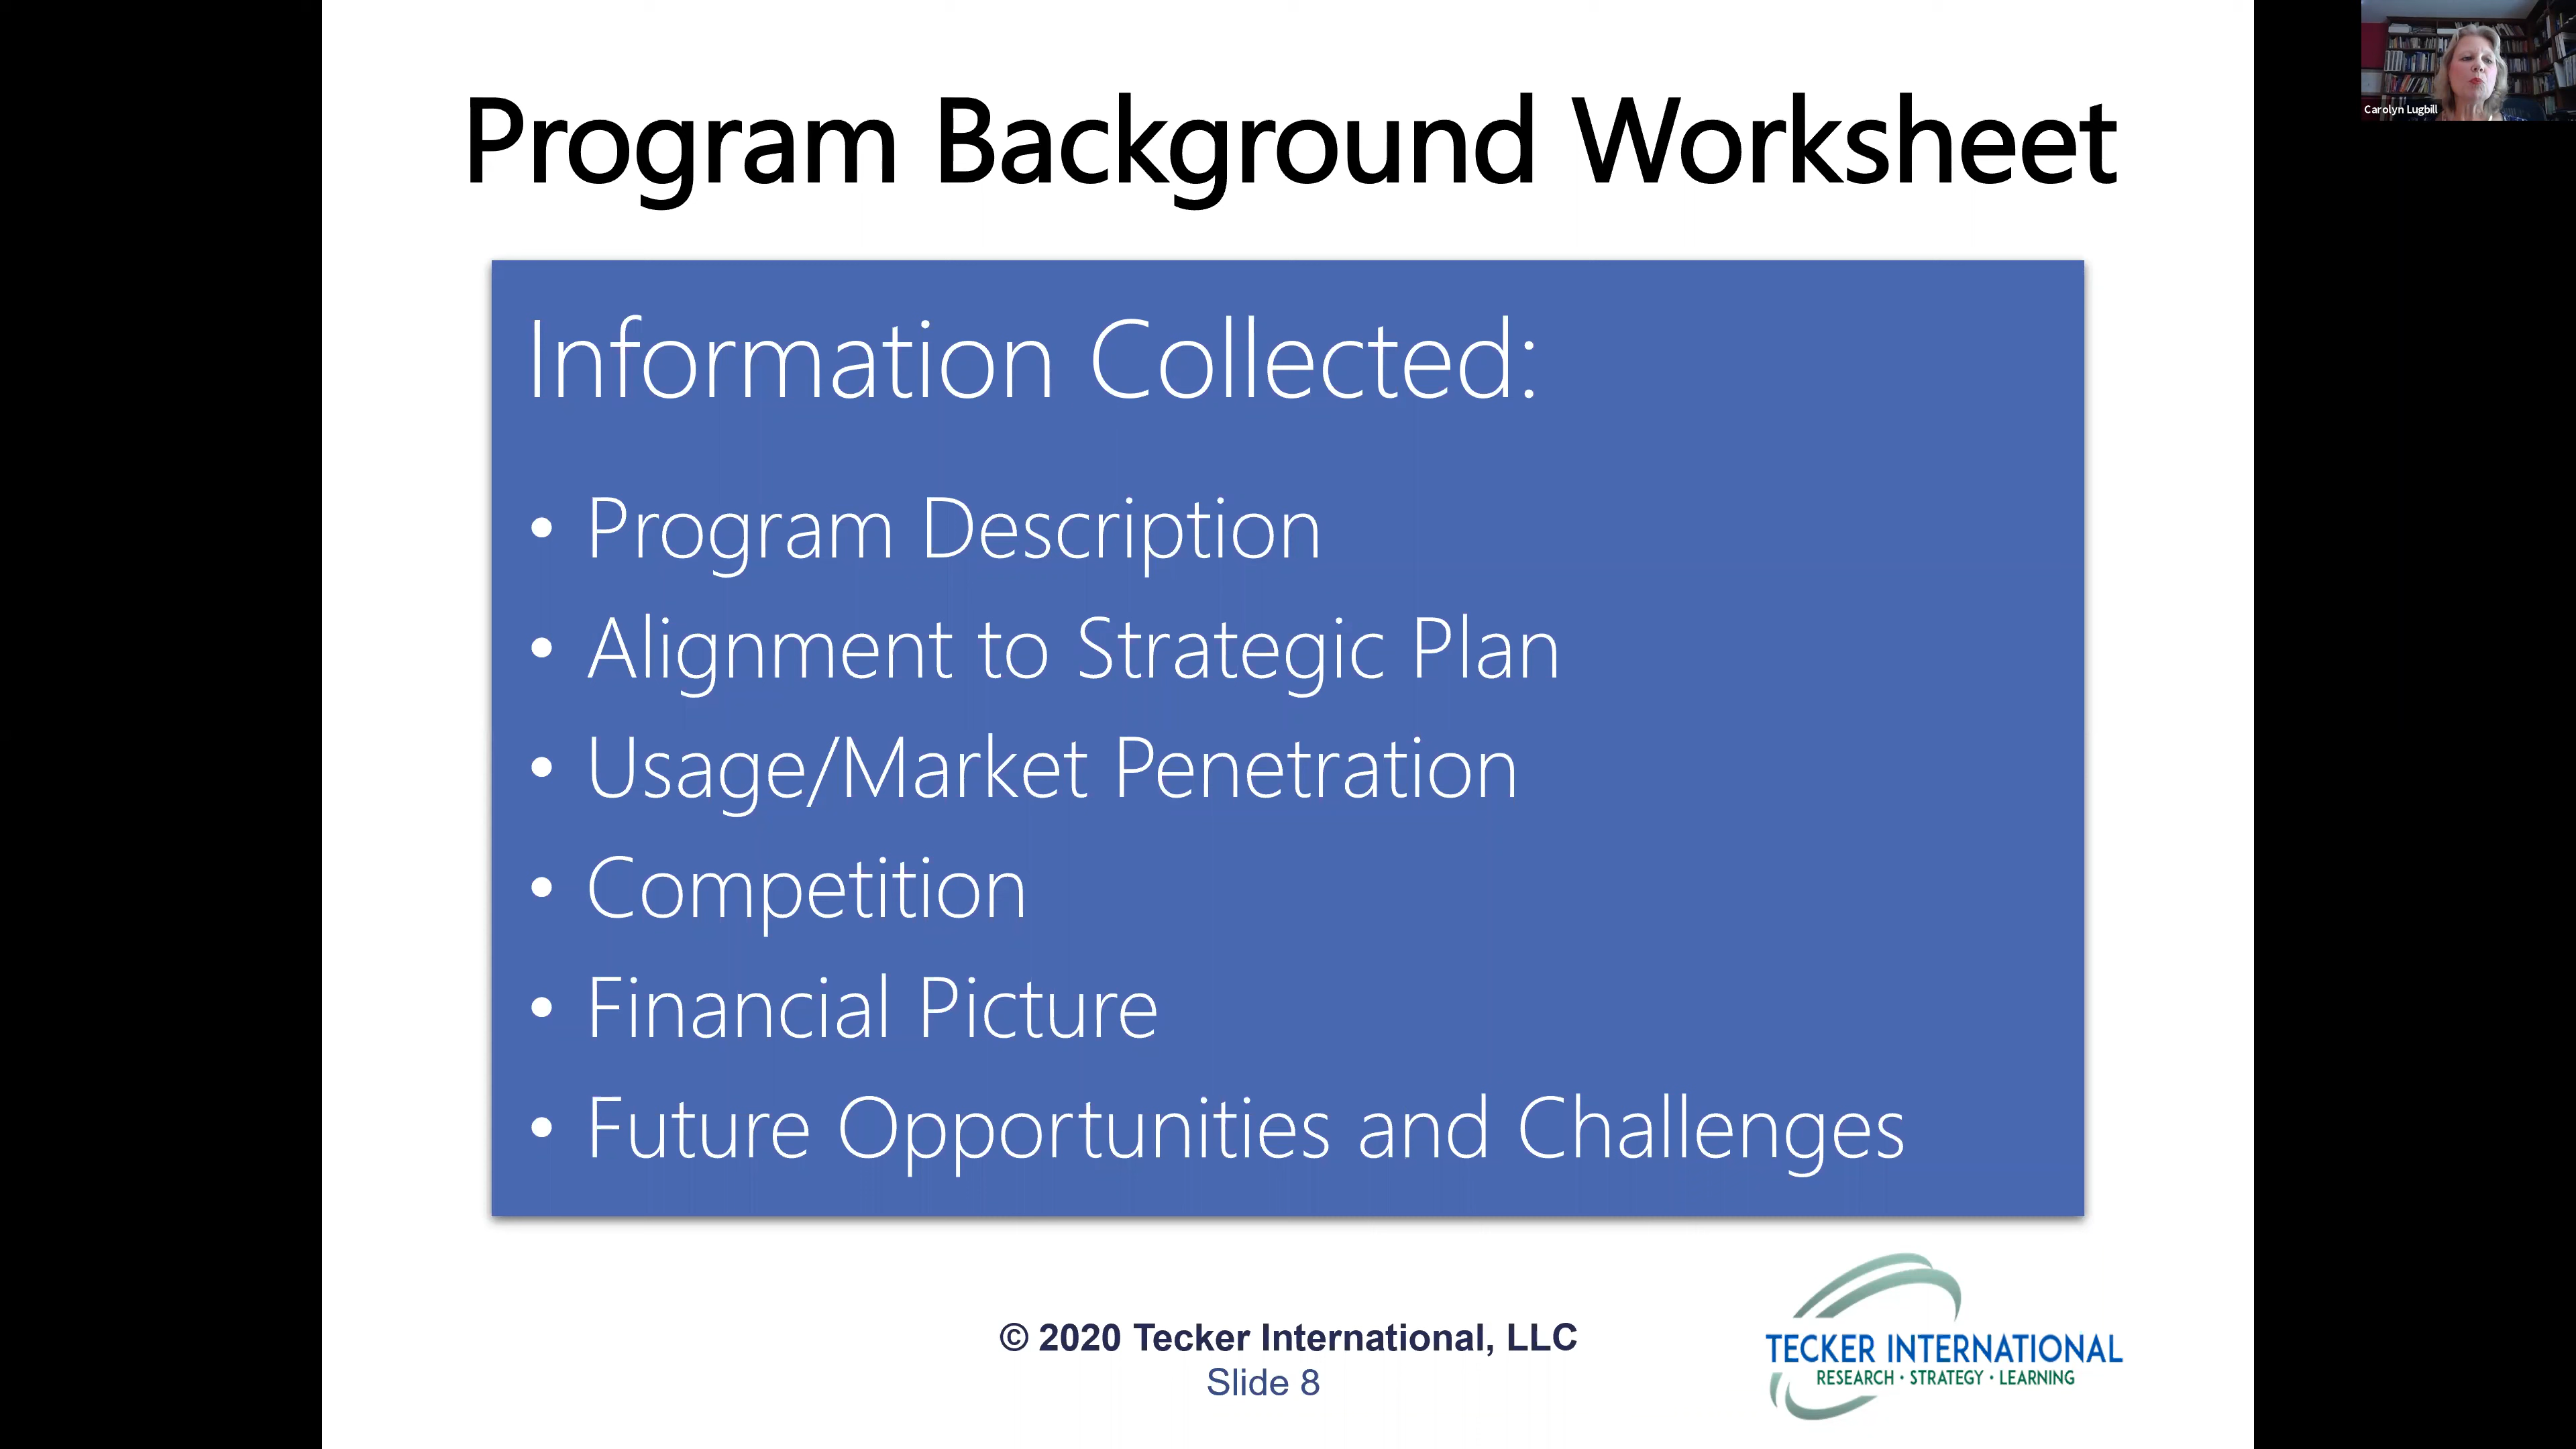 Program Background Worksheet
Carolyn Lugbill
Information Collected:
• Program Description
• Alignment to Strategic Plan
• Usage/Market Penetration
• Competition
• Financial Picture
• Future Opportunities and Challenges
© 2020 Tecker International, LLC
Slide 8
TECKER INTERNATIONAL
RESEARCH • STRATEGY • LEARNING